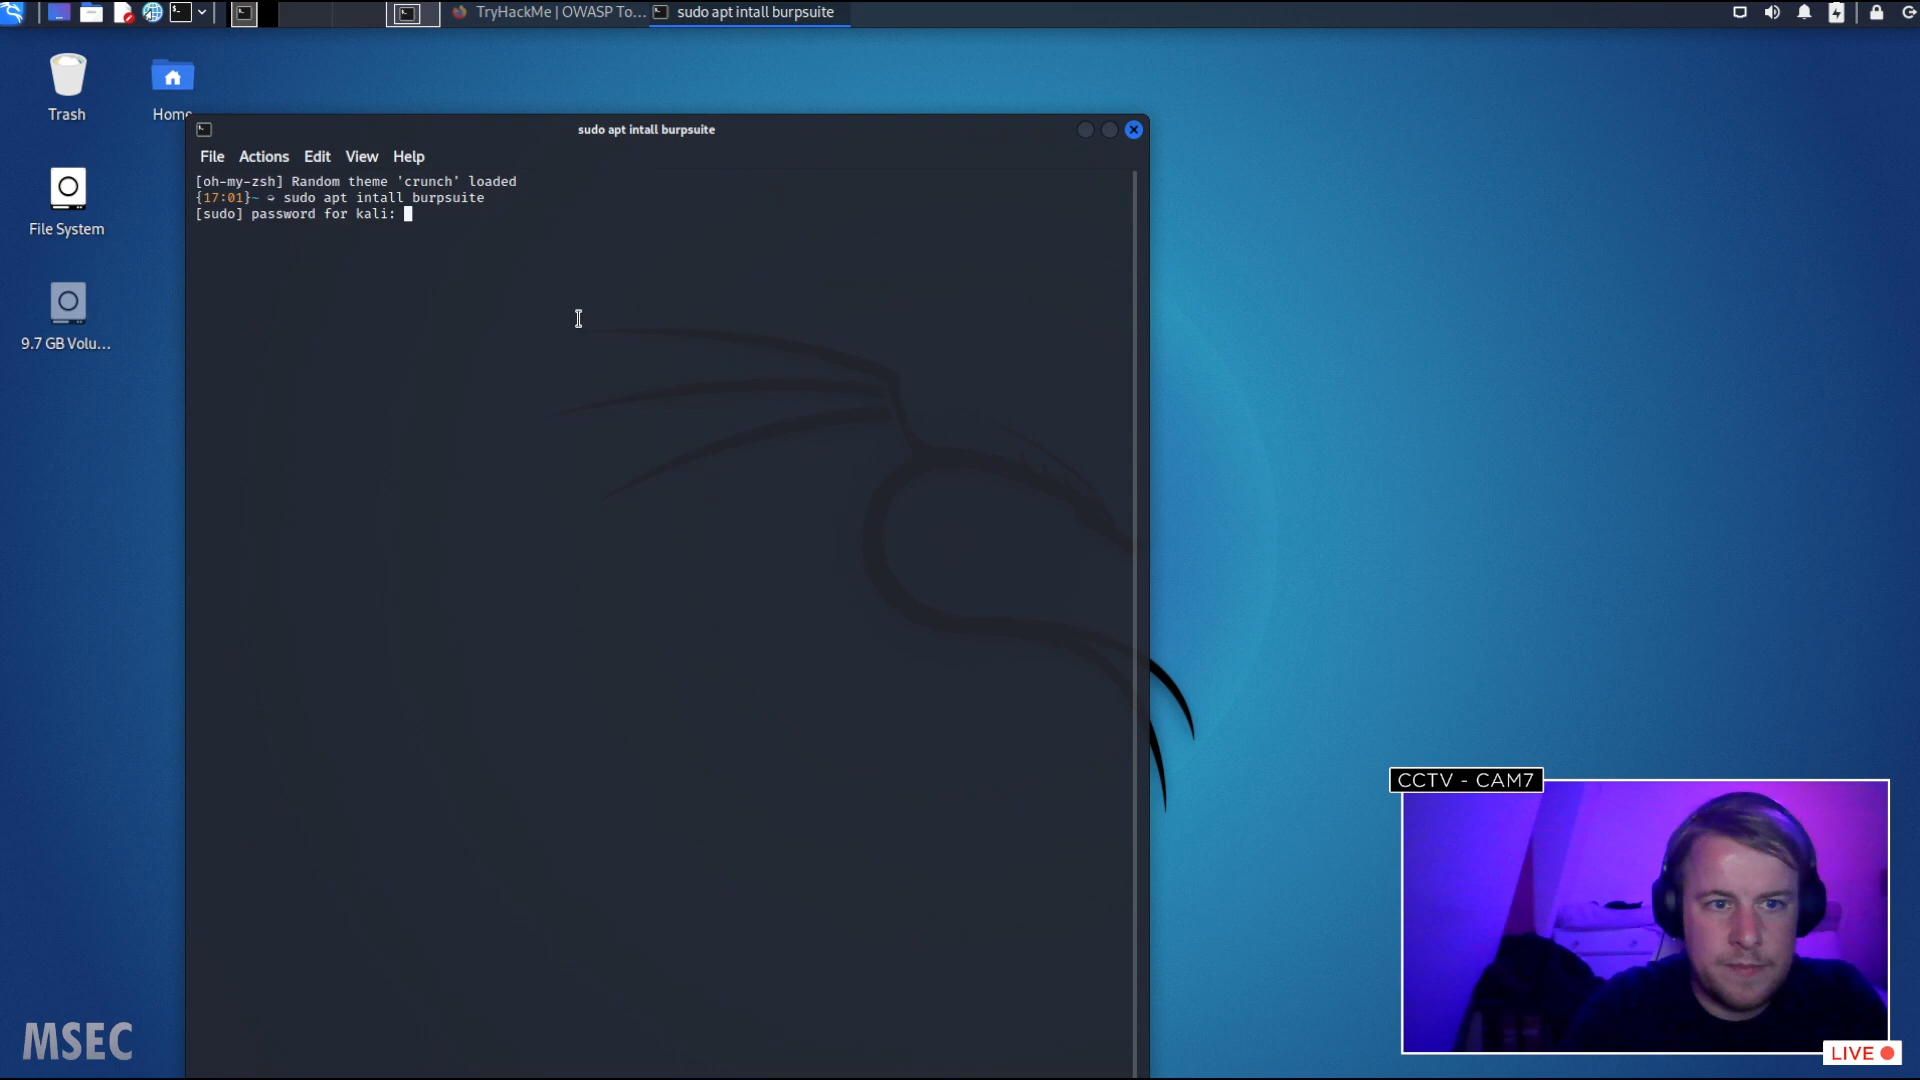 TryHackMe | OWASP To...
sudo apt intall burpsuite
Trash
Home
File System
9.7 GB Volu...
sudo apt intall burpsuite
File Actions Edit View Help
[oh-my-zsh] Random theme 'crunch' loaded
{17:01}~ ➭ sudo apt intall burpsuite
[sudo] password for kali:
CCTV - CAM7
MSEC
LIVE